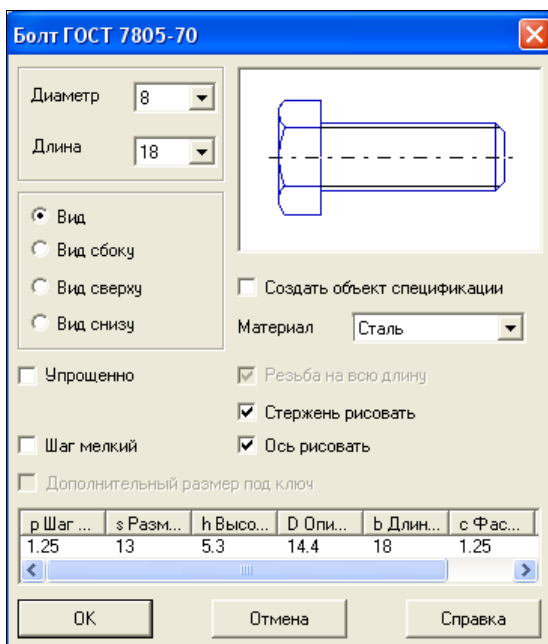 Болт ГОСТ 7805-70
Диаметр 8
Длина 18
Вид
Вид сбоку
Вид сверху
Вид снизу
Создать объект спецификации
Материал Сталь
Упрощенно
Резьба на всю длину
Стержень рисовать
Шаг мелкий
Ось рисовать
Дополнительный размер под ключ
p Шаг ... s Разм... h Высо... D Опи... b Длин... c Фас...
1.25 13 5.3 14.4 18 1.25
OK Отмена Справка